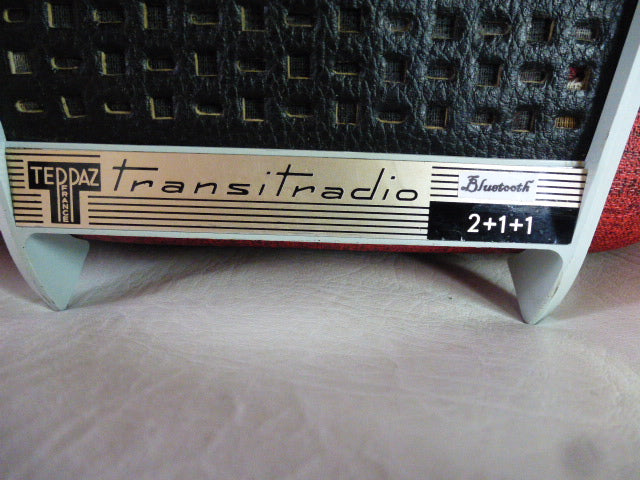 TEPPAZ
FRANCE
Transitradio
Bluetooth
2+1+1